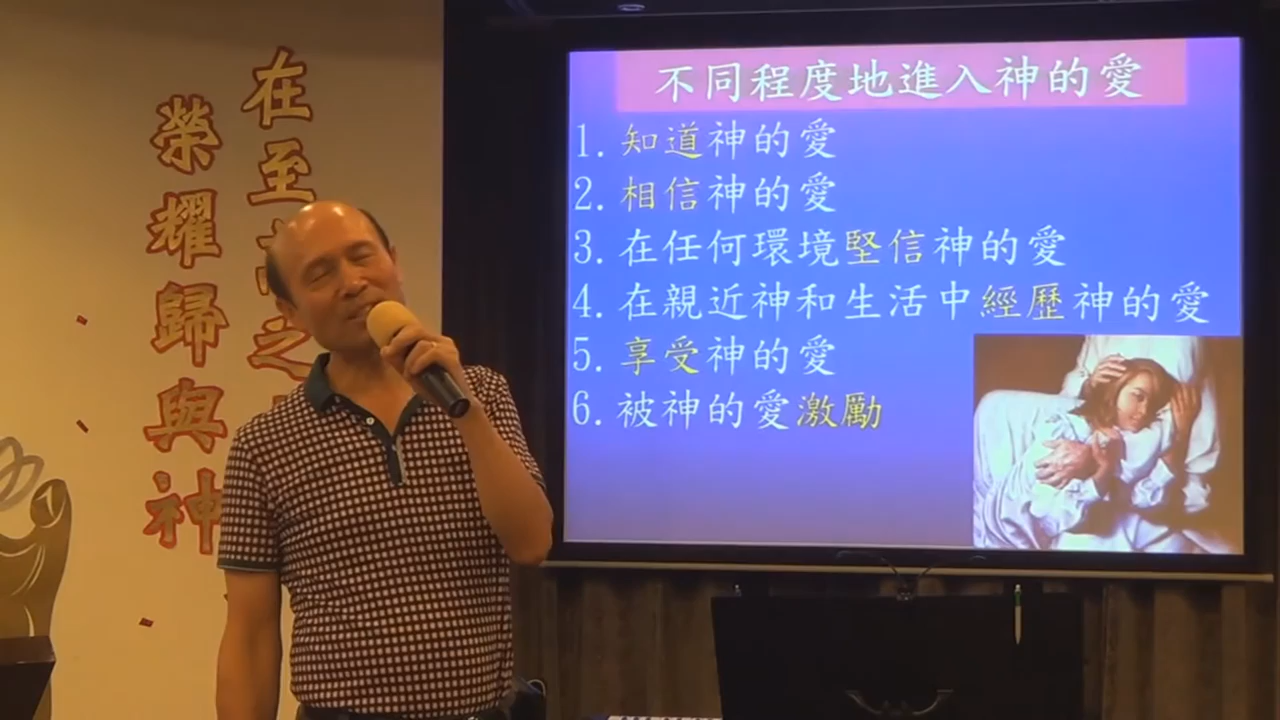 在至高之
榮耀歸與神
不同程度地進入神的愛
1. 知道神的愛
2. 相信神的愛
3. 在任何環境堅信神的愛
4. 在親近神和生活中經歷神的愛
5. 享受神的愛
6. 被神的愛激勵